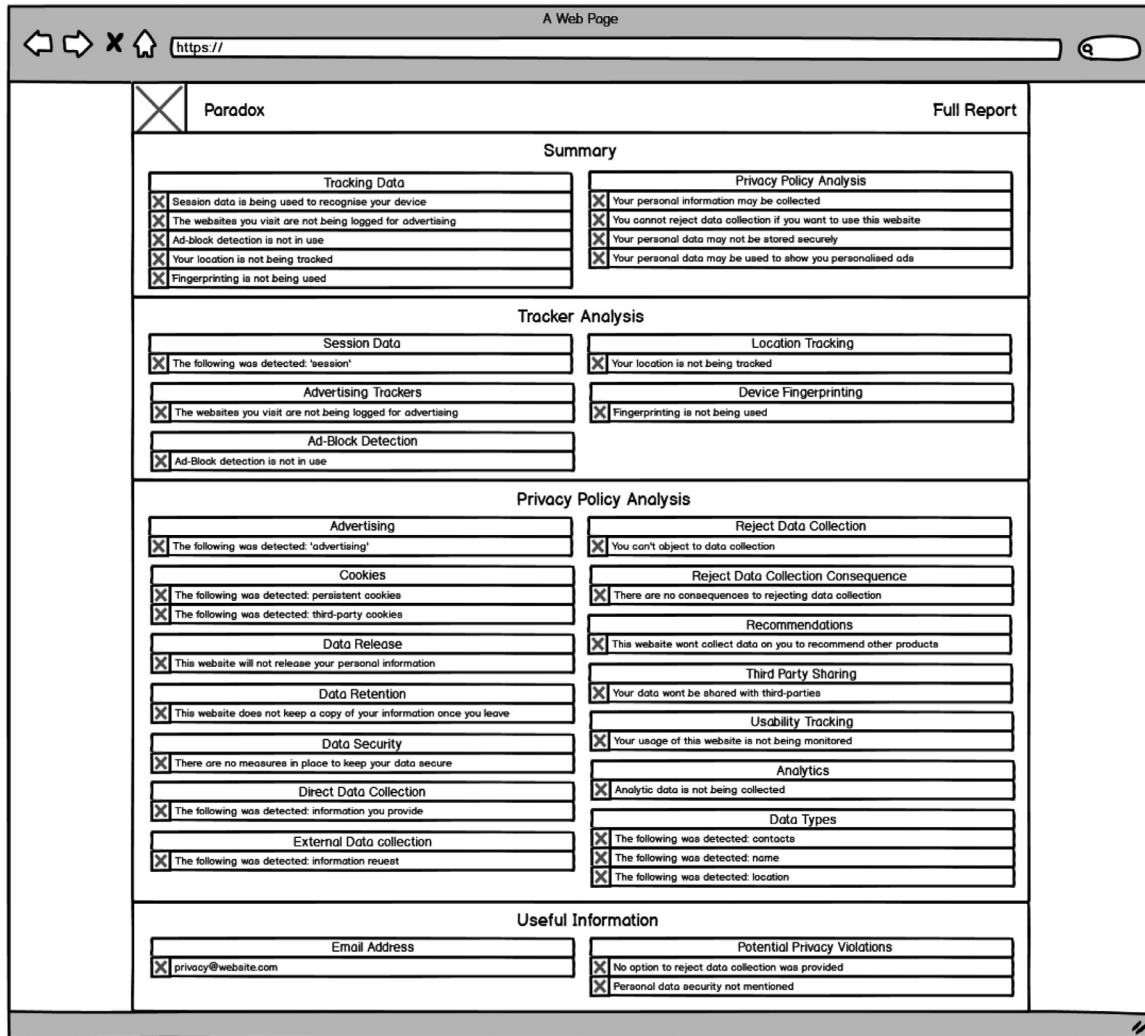 A Web Page
https://
Paradox
Full Report
Summary
Tracking Data
Session data is being used to recognise your device
The websites you visit are not being logged for advertising
Ad-block detection is not in use
Your location is not being tracked
Fingerprinting is not being used
Privacy Policy Analysis
Your personal information may be collected
You cannot reject data collection if you want to use this website
Your personal data may not be stored securely
Your personal data may be used to show you personalised ads
Tracker Analysis
Session Data
The following was detected: 'session'
Advertising Trackers
The websites you visit are not being logged for advertising
Ad-Block Detection
Ad-Block detection is not in use
Location Tracking
Your location is not being tracked
Device Fingerprinting
Fingerprinting is not being used
Privacy Policy Analysis
Advertising
The following was detected: 'advertising'
Cookies
The following was detected: persistent cookies
The following was detected: third-party cookies
Data Release
This website will not release your personal information
Data Retention
This website does not keep a copy of your information once you leave
Data Security
There are no measures in place to keep your data secure
Direct Data Collection
The following was detected: information you provide
External Data collection
The following was detected: information reuest
Reject Data Collection
You can't object to data collection
Reject Data Collection Consequence
There are no consequences to rejecting data collection
Recommendations
This website wont collect data on you to recommend other products
Third Party Sharing
Your data wont be shared with third-parties
Usability Tracking
Your usage of this website is not being monitored
Analytics
Analytic data is not being collected
Data Types
The following was detected: contacts
The following was detected: name
The following was detected: location
Useful Information
Email Address
privacy@website.com
Potential Privacy Violations
No option to reject data collection was provided
Personal data security not mentioned